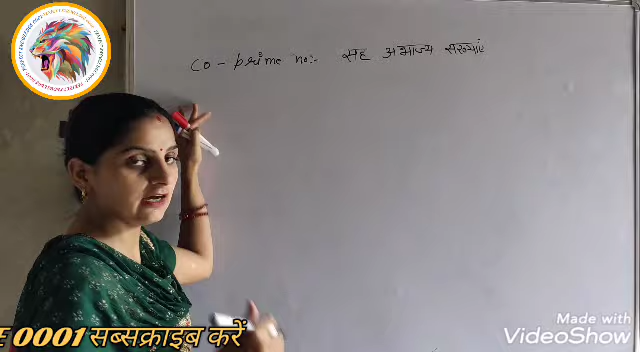 co - prime no:- सह अभाज्य संख्याएं
0001 सब्सक्राइब करें
Made with
VideoShow